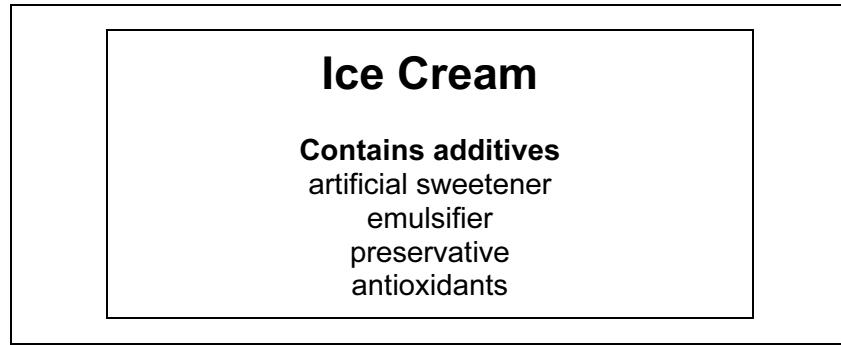 Ice Cream
Contains additives
artificial sweetener
emulsifier
preservative
antioxidants